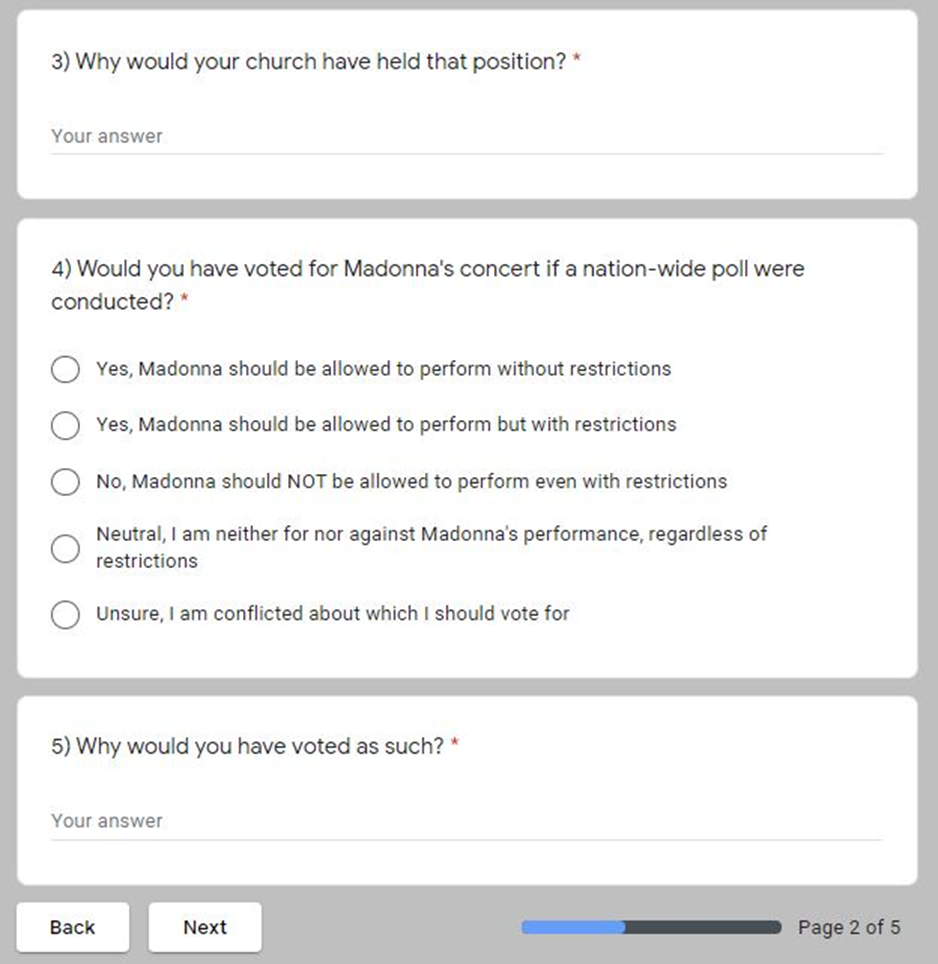 3) Why would your church have held that position? *
Your answer
4) Would you have voted for Madonna's concert if a nation-wide poll were
conducted? *
Yes, Madonna should be allowed to perform without restrictions
Yes, Madonna should be allowed to perform but with restrictions
No, Madonna should NOT be allowed to perform even with restrictions
Neutral, I am neither for nor against Madonna's performance, regardless of
restrictions
Unsure, I am conflicted about which I should vote for
5) Why would you have voted as such? *
Your answer
Back Next Page 2 of 5